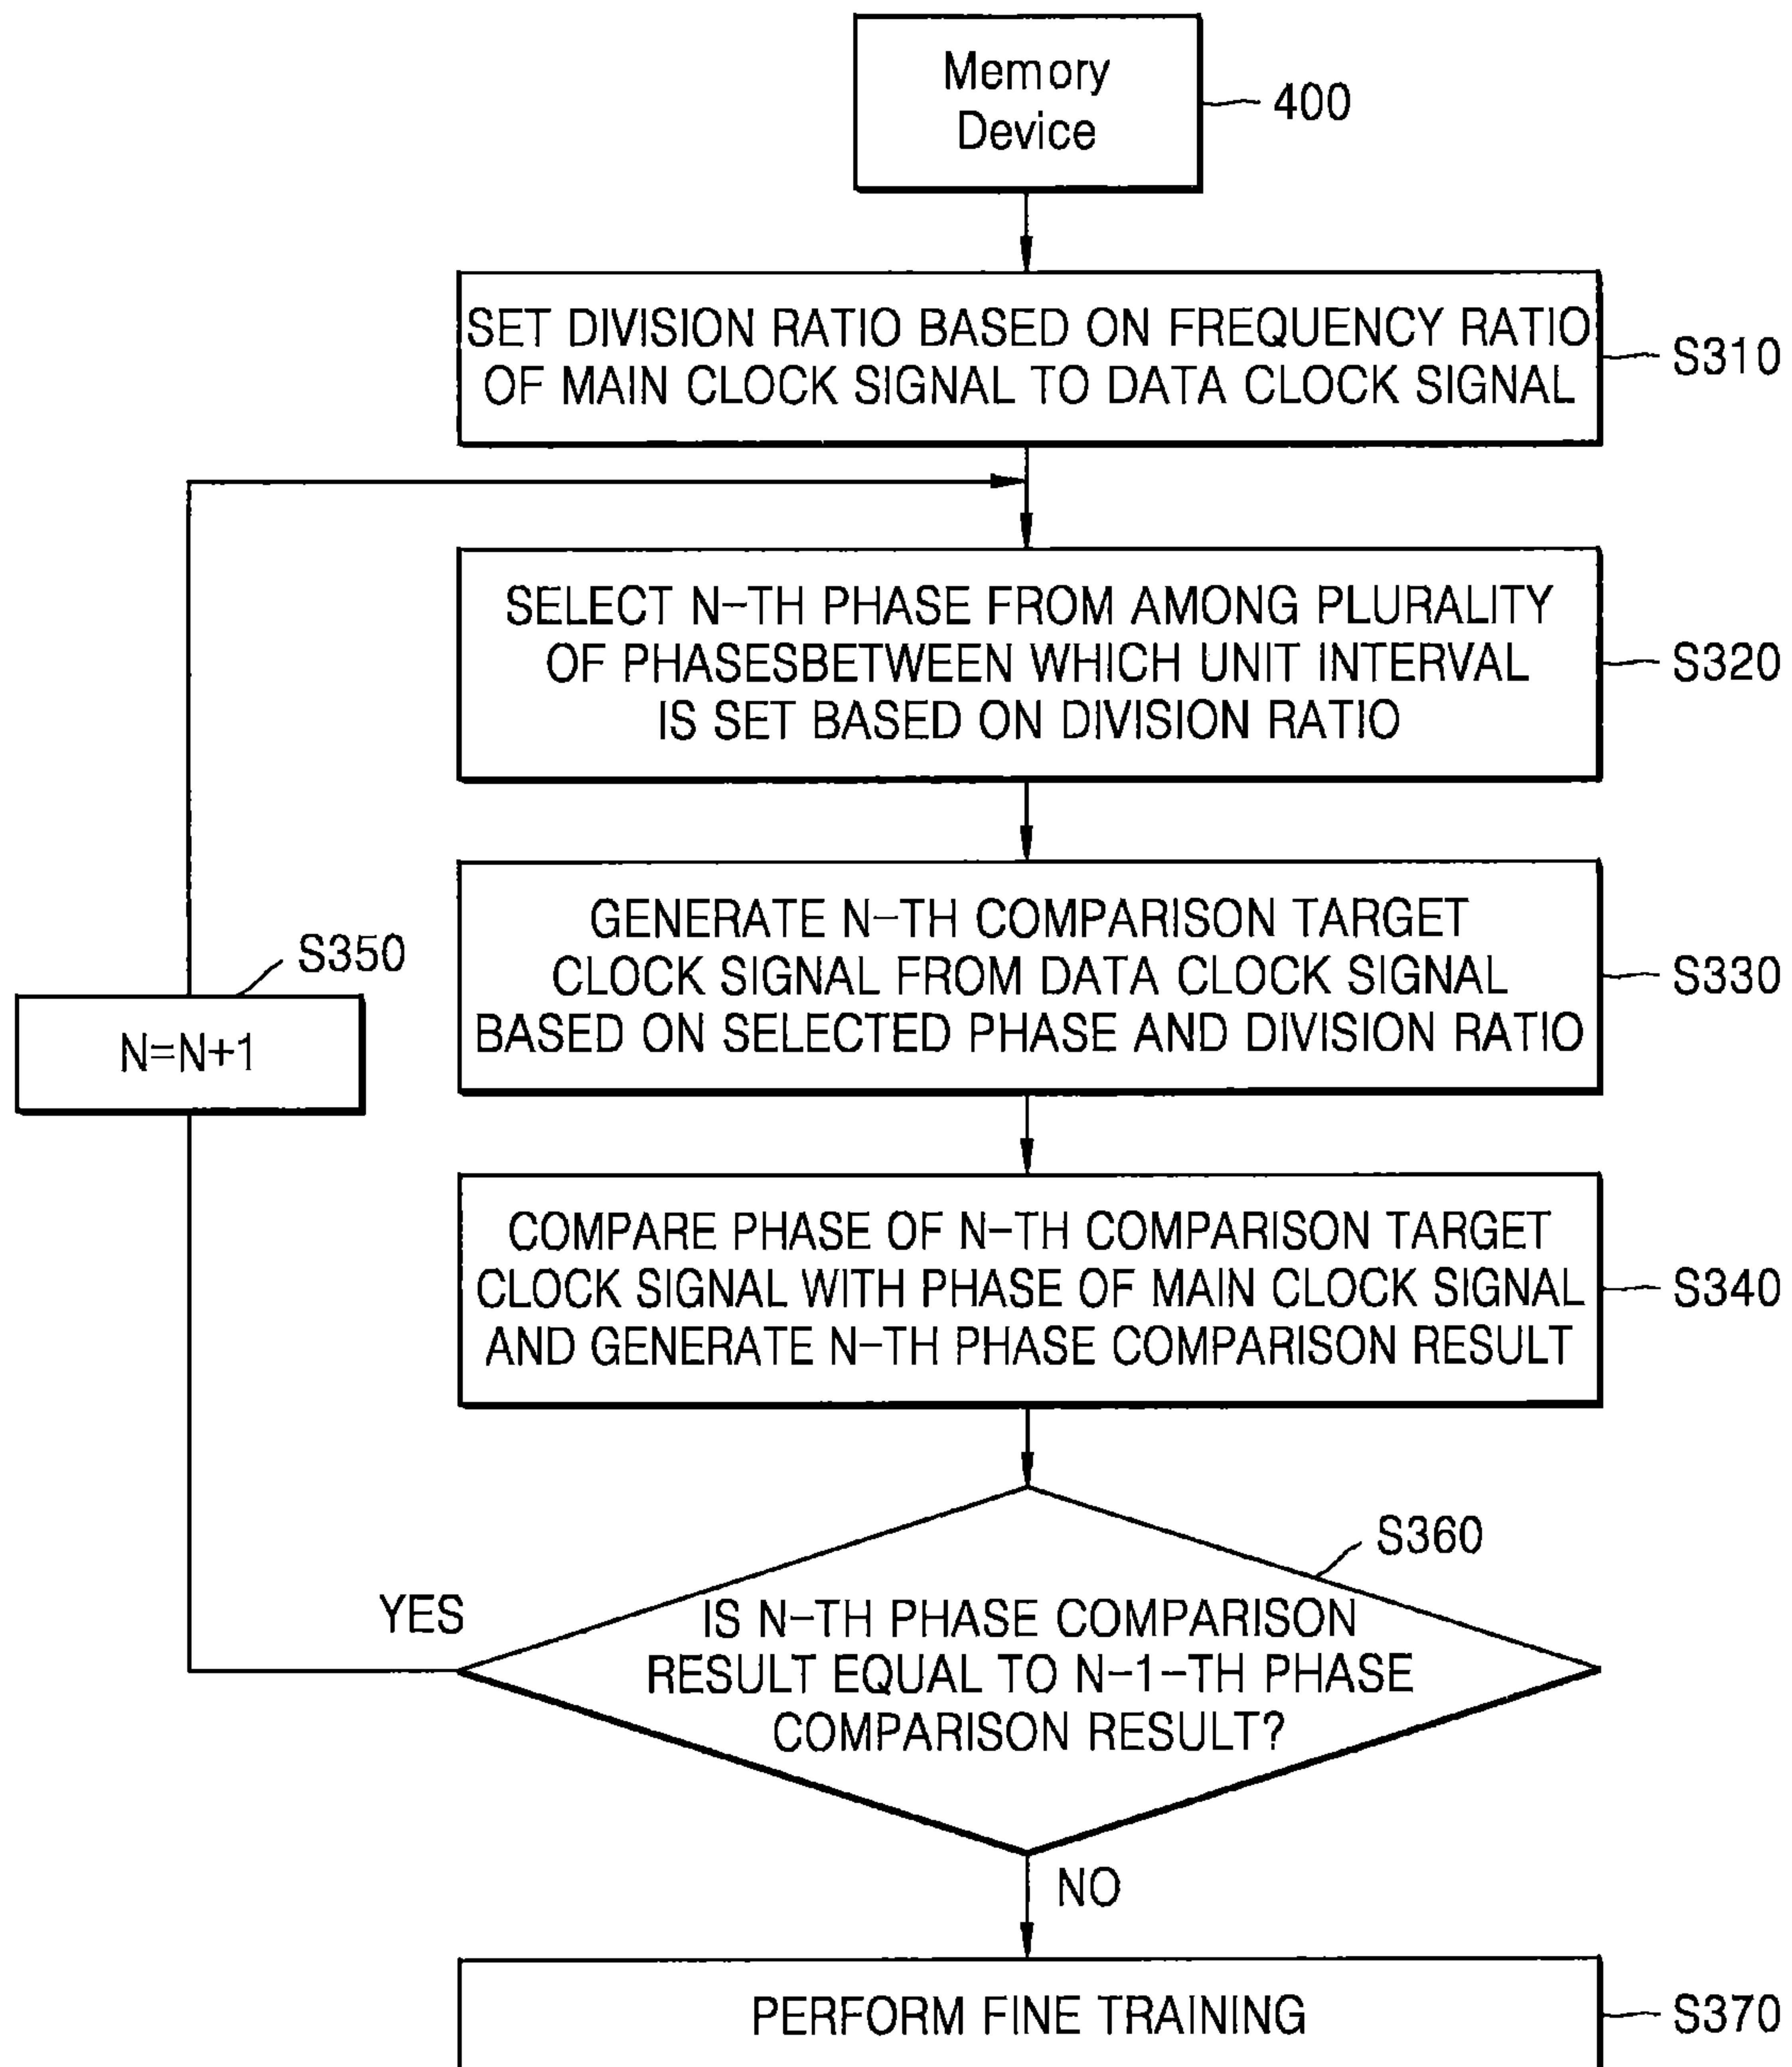 Memory
Device
400
SET DIVISION RATIO BASED ON FREQUENCY RATIO
OF MAIN CLOCK SIGNAL TO DATA CLOCK SIGNAL
S310
SELECT N-TH PHASE FROM AMONG PLURALITY
OF PHASESBETWEEN WHICH UNIT INTERVAL
IS SET BASED ON DIVISION RATIO
S320
GENERATE N-TH COMPARISON TARGET
CLOCK SIGNAL FROM DATA CLOCK SIGNAL
BASED ON SELECTED PHASE AND DIVISION RATIO
S330
S350
N=N+1
COMPARE PHASE OF N-TH COMPARISON TARGET
CLOCK SIGNAL WITH PHASE OF MAIN CLOCK SIGNAL
AND GENERATE N-TH PHASE COMPARISON RESULT
S340
S360
YES
IS N-TH PHASE COMPARISON
RESULT EQUAL TO N-1-TH PHASE
COMPARISON RESULT?
NO
PERFORM FINE TRAINING
S370